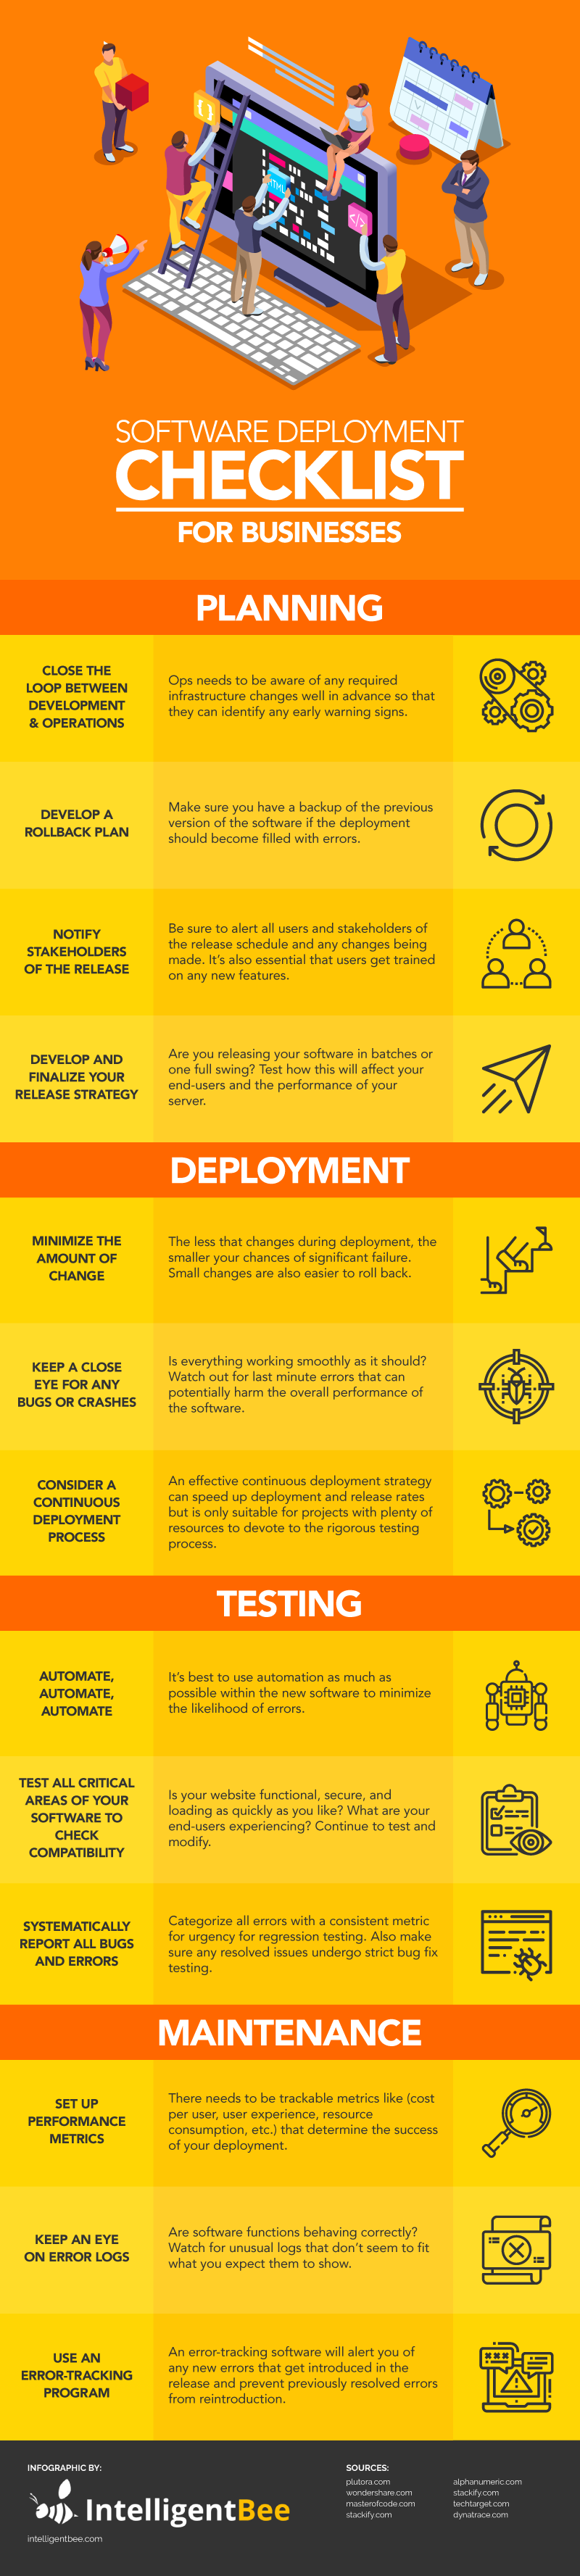 { }
HTML
</>
SOFTWARE DEPLOYMENT
CHECKLIST
FOR BUSINESSES
PLANNING
CLOSE THE
LOOP BETWEEN
DEVELOPMENT
& OPERATIONS
Ops needs to be aware of any required
infrastructure changes well in advance so that
they can identify any early warning signs.
DEVELOP A
ROLLBACK PLAN
Make sure you have a backup of the previous
version of the software if the deployment
should become filled with errors.
NOTIFY
STAKEHOLDERS
OF THE RELEASE
Be sure to alert all users and stakeholders of
the release schedule and any changes being
made. It's also essential that users get trained
on any new features.
DEVELOP AND
FINALIZE YOUR
RELEASE STRATEGY
Are you releasing your software in batches or
one full swing? Test how this will affect your
end-users and the performance of your
server.
DEPLOYMENT
MINIMIZE THE
AMOUNT OF
CHANGE
The less that changes during deployment, the
smaller your chances of significant failure.
Small changes are also easier to roll back.
KEEP A CLOSE
EYE FOR ANY
BUGS OR CRASHES
Is everything working smoothly as it should?
Watch out for last minute errors that can
potentially harm the overall performance of
the software.
CONSIDER A
CONTINUOUS
DEPLOYMENT
PROCESS
An effective continuous deployment strategy
can speed up deployment and release rates
but is only suitable for projects with plenty of
resources to devote to the rigorous testing
process.
TESTING
AUTOMATE,
AUTOMATE,
AUTOMATE
It's best to use automation as much as
possible within the new software to minimize
the likelihood of errors.
TEST ALL CRITICAL
AREAS OF YOUR
SOFTWARE TO
CHECK
COMPATIBILITY
Is your website functional, secure, and
loading as quickly as you like? What are your
end-users experiencing? Continue to test and
modify.
SYSTEMATICALLY
REPORT ALL BUGS
AND ERRORS
Categorize all errors with a consistent metric
for urgency for regression testing. Also make
sure any resolved issues undergo strict bug fix
testing.
MAINTENANCE
SET UP
PERFORMANCE
METRICS
There needs to be trackable metrics like (cost
per user, user experience, resource
consumption, etc.) that determine the success
of your deployment.
KEEP AN EYE
ON ERROR LOGS
Are software functions behaving correctly?
Watch for unusual logs that don't seem to fit
what you expect them to show.
USE AN
ERROR-TRACKING
PROGRAM
An error-tracking software will alert you of
any new errors that get introduced in the
release and prevent previously resolved errors
from reintroduction.
INFOGRAPHIC BY:
IntelligentBee
intelligentbee.com
SOURCES:
plutora.com
wondershare.com
masterofcode.com
stackify.com
alphanumeric.com
stackify.com
techtarget.com
dynatrace.com